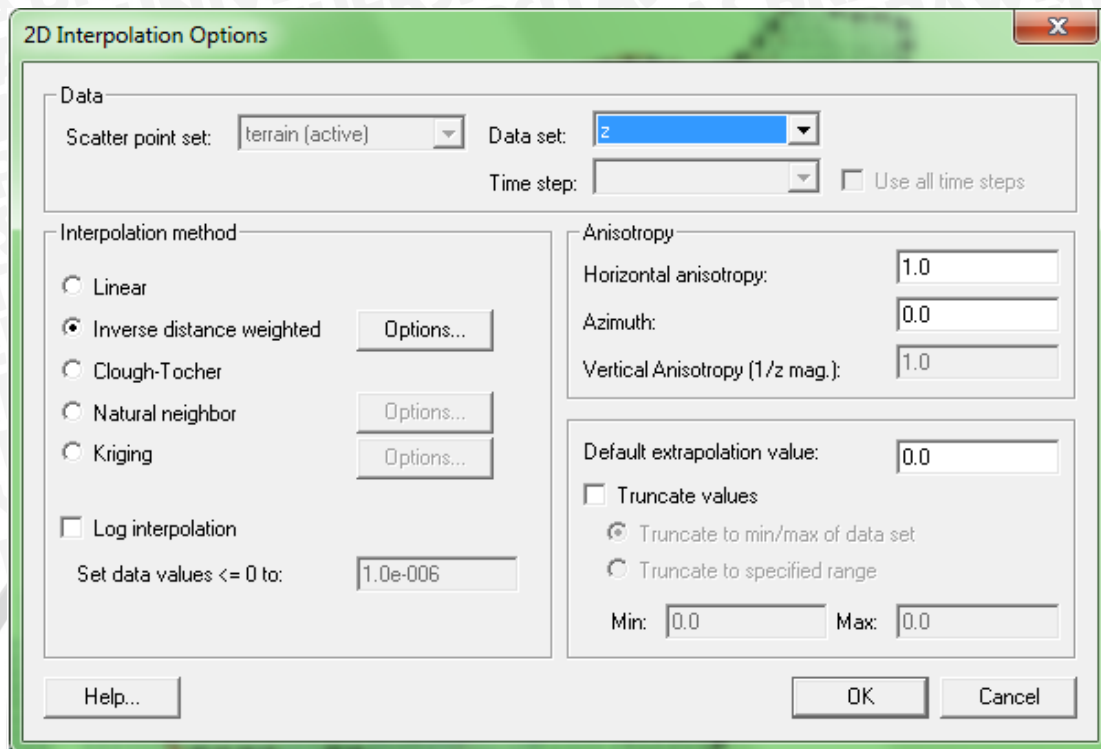 2D Interpolation Options
Data
Scatter point set: terrain (active) Data set: z
Time step: Use all time steps
Interpolation method
Linear
Inverse distance weighted Options...
Clough-Tocher
Natural neighbor Options...
Kriging Options...
Log interpolation
Set data values <= 0 to: 1.0e-006
Anisotropy
Horizontal anisotropy: 1.0
Azimuth: 0.0
Vertical Anisotropy (1/z mag.): 1.0
Default extrapolation value: 0.0
Truncate values
Truncate to min/max of data set
Truncate to specified range
Min: 0.0 Max: 0.0
Help... OK Cancel